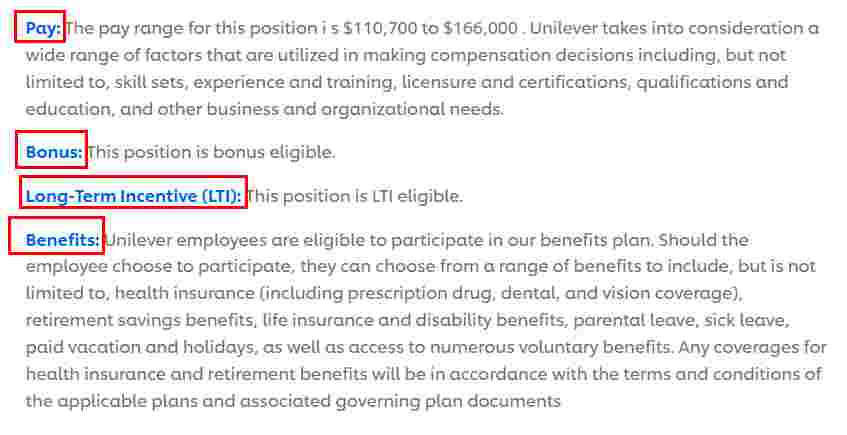 Pay: The pay range for this position i s $110,700 to $166,000 . Unilever takes into consideration a
wide range of factors that are utilized in making compensation decisions including, but not
limited to, skill sets, experience and training, licensure and certifications, qualifications and
education, and other business and organizational needs.
Bonus: This position is bonus eligible.
Long-Term Incentive (LTI): This position is LTI eligible.
Benefits: Unilever employees are eligible to participate in our benefits plan. Should the
employee choose to participate, they can choose from a range of benefits to include, but is not
limited to, health insurance (including prescription drug, dental, and vision coverage),
retirement savings benefits, life insurance and disability benefits, parental leave, sick leave,
paid vacation and holidays, as well as access to numerous voluntary benefits. Any coverages for
health insurance and retirement benefits will be in accordance with the terms and conditions of
the applicable plans and associated governing plan documents